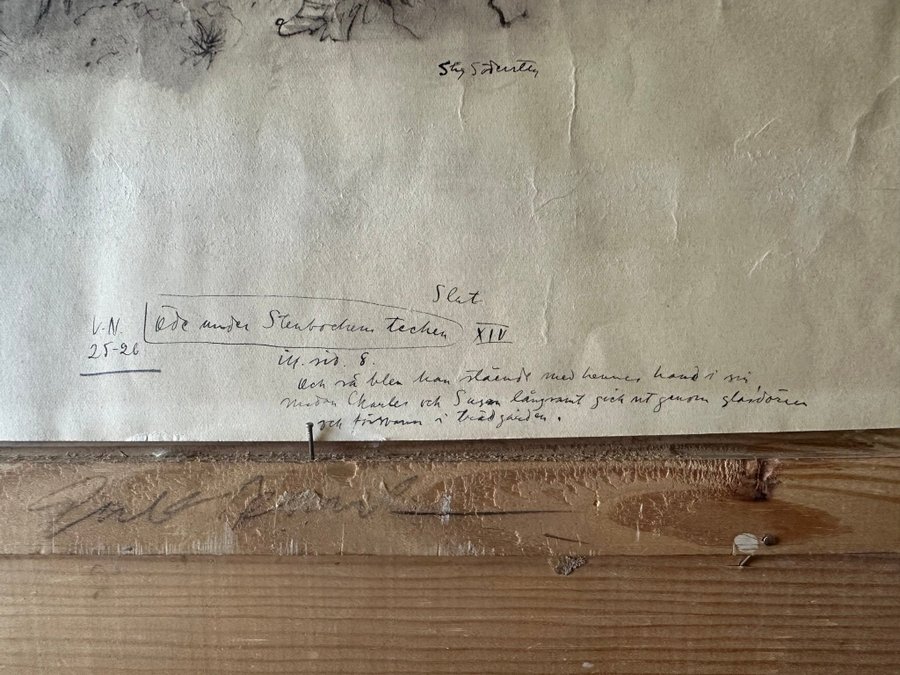 Stig Södersten
Slut
V-N. Öde under Stenbockens tecken XIV
25-26
ill. sid. 8.
Och så blev han stående med hennes hand i sin,
medan Charles och Susan långsamt gick ut genom glasdörren
och försvann i trädgården.